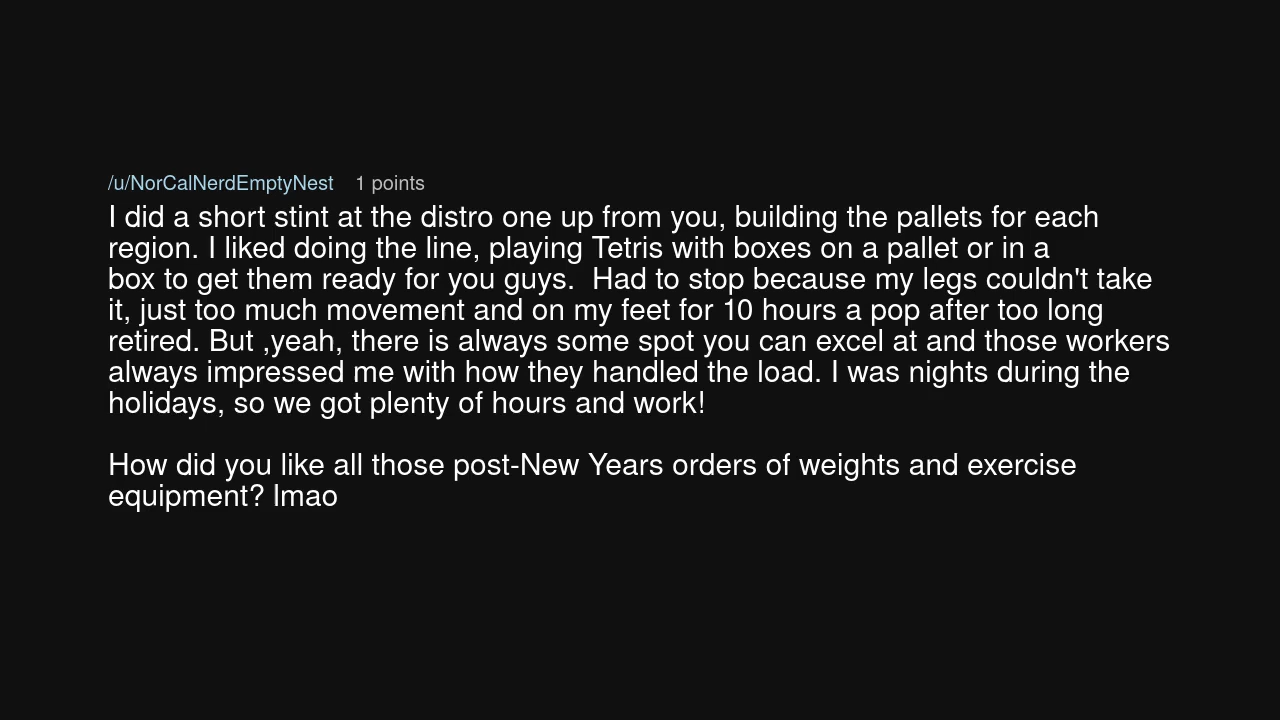 /u/NorCalNerdEmptyNest 1 points
I did a short stint at the distro one up from you, building the pallets for each
region. I liked doing the line, playing Tetris with boxes on a pallet or in a
box to get them ready for you guys.  Had to stop because my legs couldn't take
it, just too much movement and on my feet for 10 hours a pop after too long
retired. But ,yeah, there is always some spot you can excel at and those workers
always impressed me with how they handled the load. I was nights during the
holidays, so we got plenty of hours and work!
How did you like all those post-New Years orders of weights and exercise
equipment? lmao